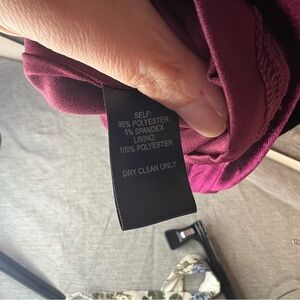 SELF:
95% POLYESTER
5% SPANDEX
LINING:
100% POLYESTER
DRY CLEAN ONLY